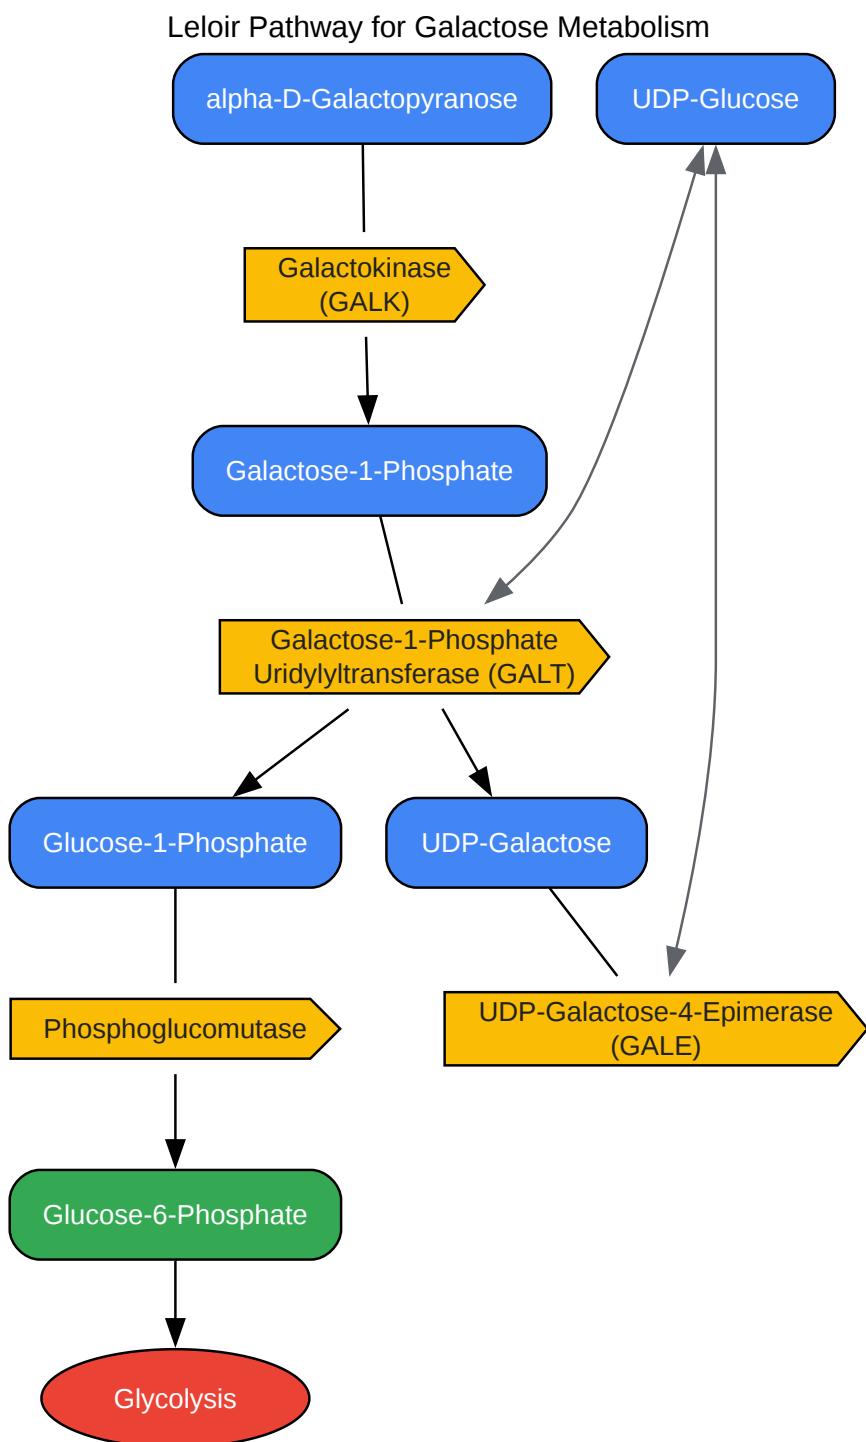 Leloir Pathway for Galactose Metabolism
alpha-D-Galactopyranose
UDP-Glucose
Galactokinase
(GALK)
Galactose-1-Phosphate
Galactose-1-Phosphate
Uridylyltransferase (GALT)
Glucose-1-Phosphate
UDP-Galactose
Phosphoglucomutase
UDP-Galactose-4-Epimerase
(GALE)
Glucose-6-Phosphate
Glycolysis